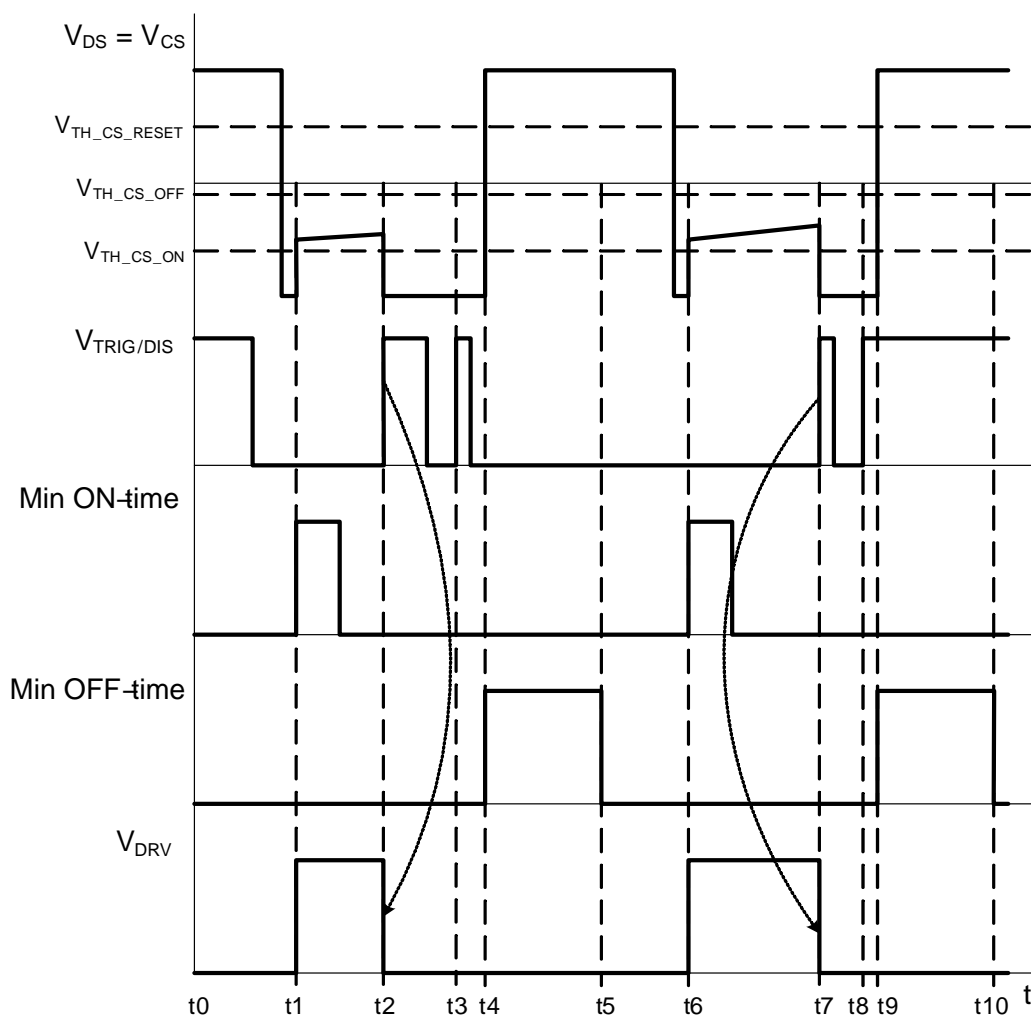 V_DS = V_CS
V_TH_CS_RESET
V_TH_CS_OFF
V_TH_CS_ON
V_TRIG/DIS
Min ON-time
Min OFF-time
V_DRV
t0 t1 t2 t3 t4 t5 t6 t7 t8 t9 t10 t